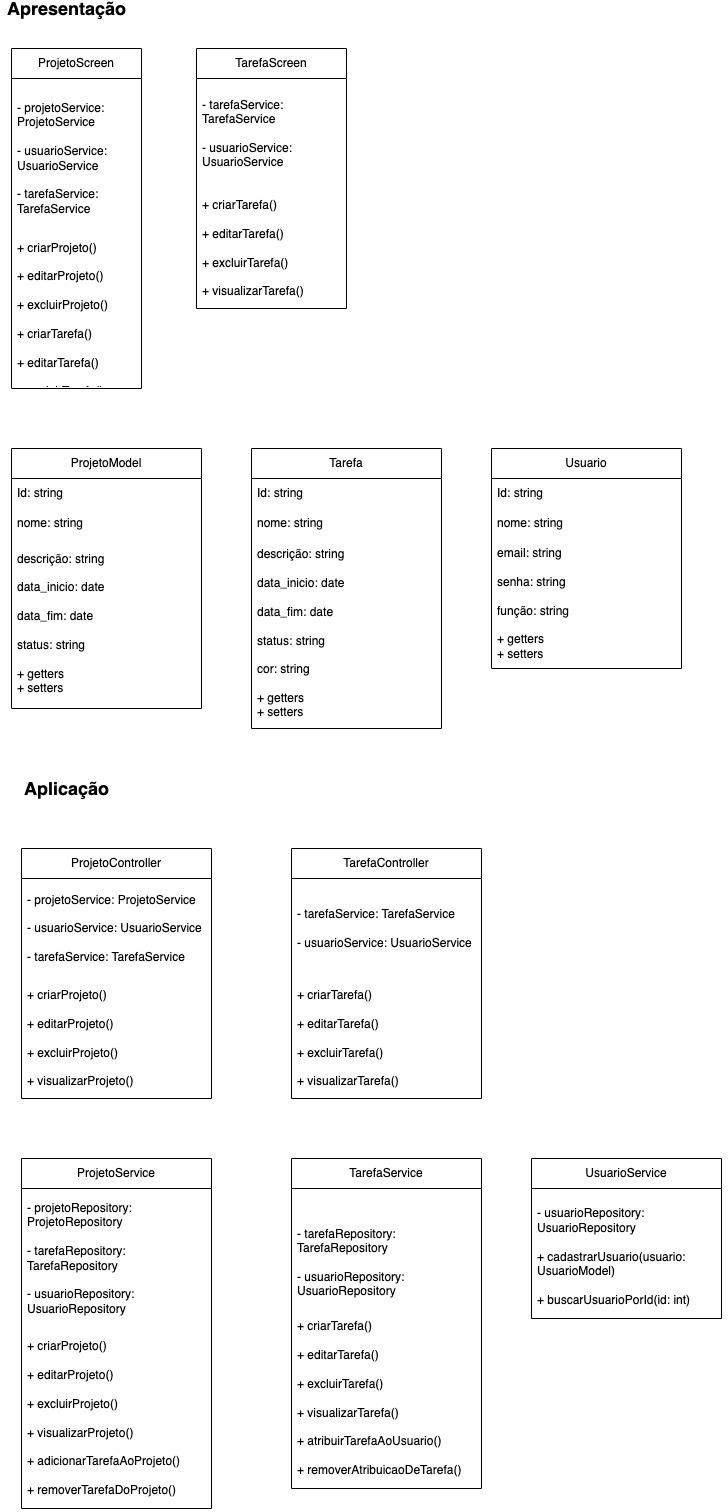 Apresentação
ProjetoScreen
- projetoService:
ProjetoService
- usuarioService:
UsuarioService
- tarefaService:
TarefaService
+ criarProjeto()
+ editarProjeto()
+ excluirProjeto()
+ criarTarefa()
+ editarTarefa()
TarefaScreen
- tarefaService:
TarefaService
- usuarioService:
UsuarioService
+ criarTarefa()
+ editarTarefa()
+ excluirTarefa()
+ visualizarTarefa()
ProjetoModel
Id: string
nome: string
descrição: string
data_inicio: date
data_fim: date
status: string
+ getters
+ setters
Tarefa
Id: string
nome: string
descrição: string
data_inicio: date
data_fim: date
status: string
cor: string
+ getters
+ setters
Usuario
Id: string
nome: string
email: string
senha: string
função: string
+ getters
+ setters
Aplicação
ProjetoController
- projetoService: ProjetoService
- usuarioService: UsuarioService
- tarefaService: TarefaService
+ criarProjeto()
+ editarProjeto()
+ excluirProjeto()
+ visualizarProjeto()
TarefaController
- tarefaService: TarefaService
- usuarioService: UsuarioService
+ criarTarefa()
+ editarTarefa()
+ excluirTarefa()
+ visualizarTarefa()
ProjetoService
- projetoRepository:
ProjetoRepository
- tarefaRepository:
TarefaRepository
- usuarioRepository:
UsuarioRepository
+ criarProjeto()
+ editarProjeto()
+ excluirProjeto()
+ visualizarProjeto()
+ adicionarTarefaAoProjeto()
+ removerTarefaDoProjeto()
TarefaService
- tarefaRepository:
TarefaRepository
- usuarioRepository:
UsuarioRepository
+ criarTarefa()
+ editarTarefa()
+ excluirTarefa()
+ visualizarTarefa()
+ atribuirTarefaAoUsuario()
+ removerAtribuicaoDeTarefa()
UsuarioService
- usuarioRepository:
UsuarioRepository
+ cadastrarUsuario(usuario:
UsuarioModel)
+ buscarUsuarioPorId(id: int)